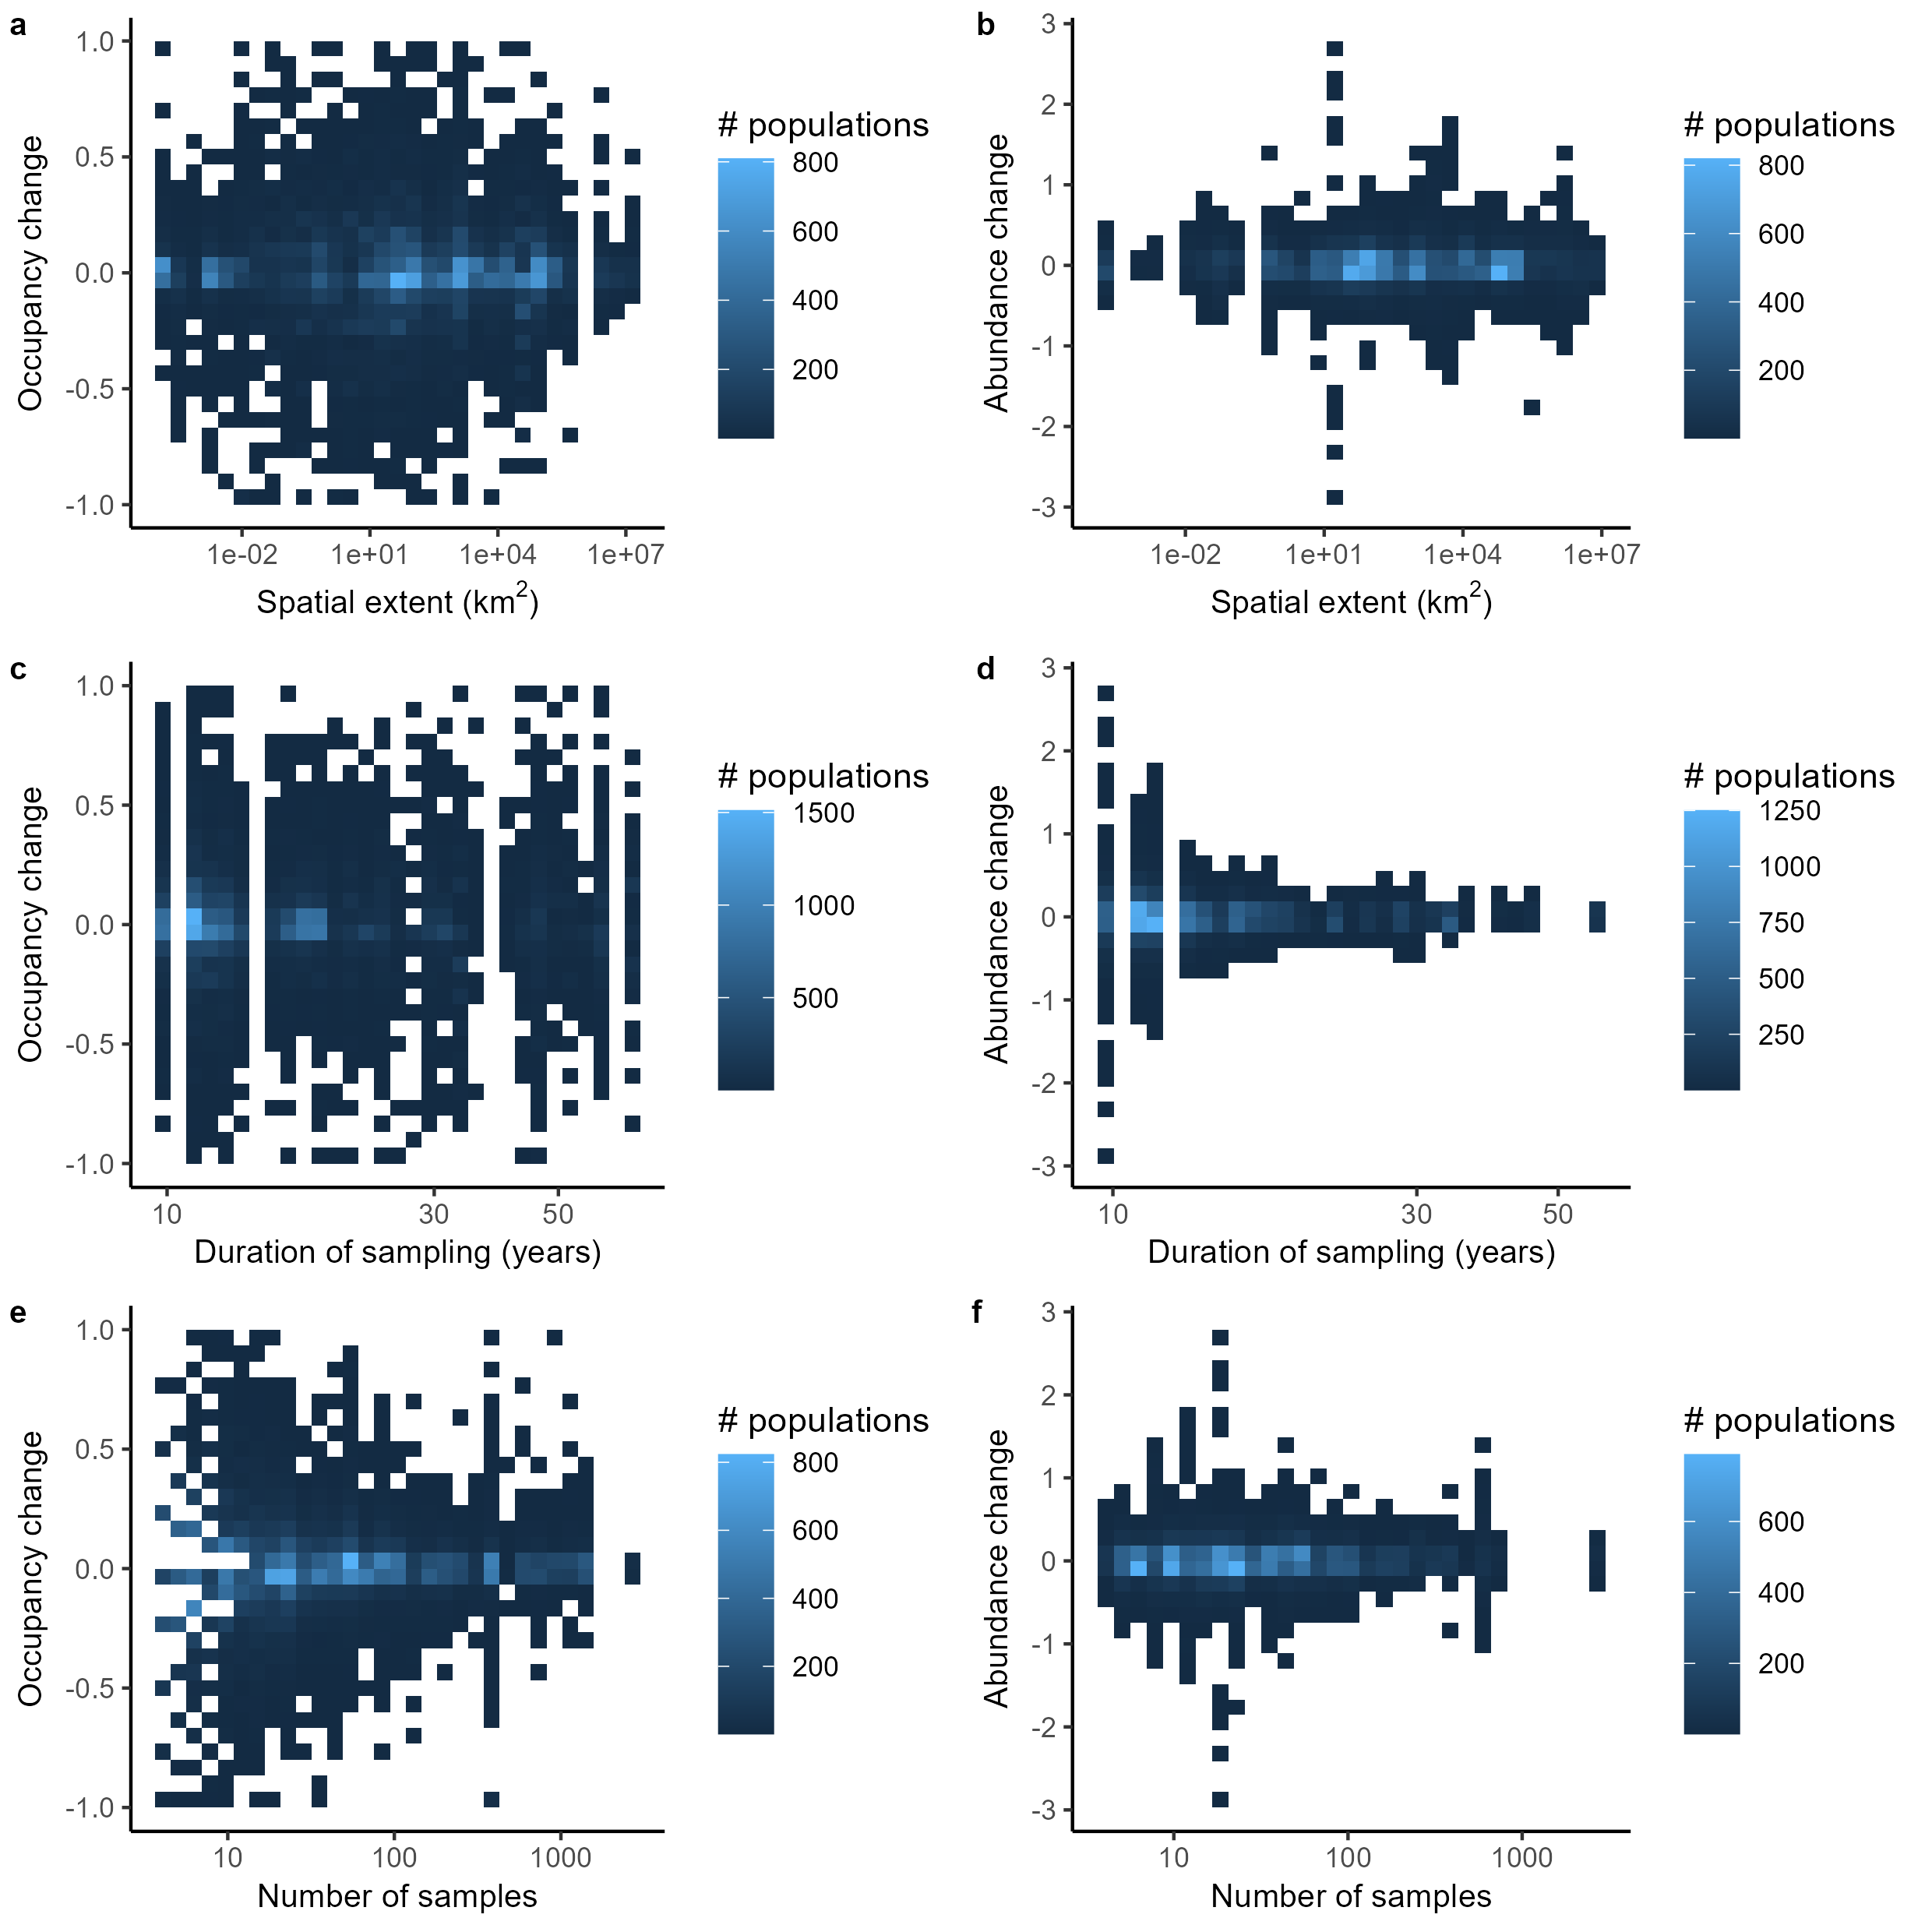 a
1.0
0.5
0.0
-0.5
-1.0
Occupancy change
1e-02 1e+01 1e+04 1e+07
Spatial extent (km²)
# populations
800
600
400
200
b
3
2
1
0
-1
-2
-3
Abundance change
1e-02 1e+01 1e+04 1e+07
Spatial extent (km²)
# populations
800
600
400
200
c
1.0
0.5
0.0
-0.5
-1.0
Occupancy change
10 30 50
Duration of sampling (years)
# populations
1500
1000
500
d
3
2
1
0
-1
-2
-3
Abundance change
10 30 50
Duration of sampling (years)
# populations
1250
1000
750
500
250
e
1.0
0.5
0.0
-0.5
-1.0
Occupancy change
10 100 1000
Number of samples
# populations
800
600
400
200
f
3
2
1
0
-1
-2
-3
Abundance change
10 100 1000
Number of samples
# populations
600
400
200